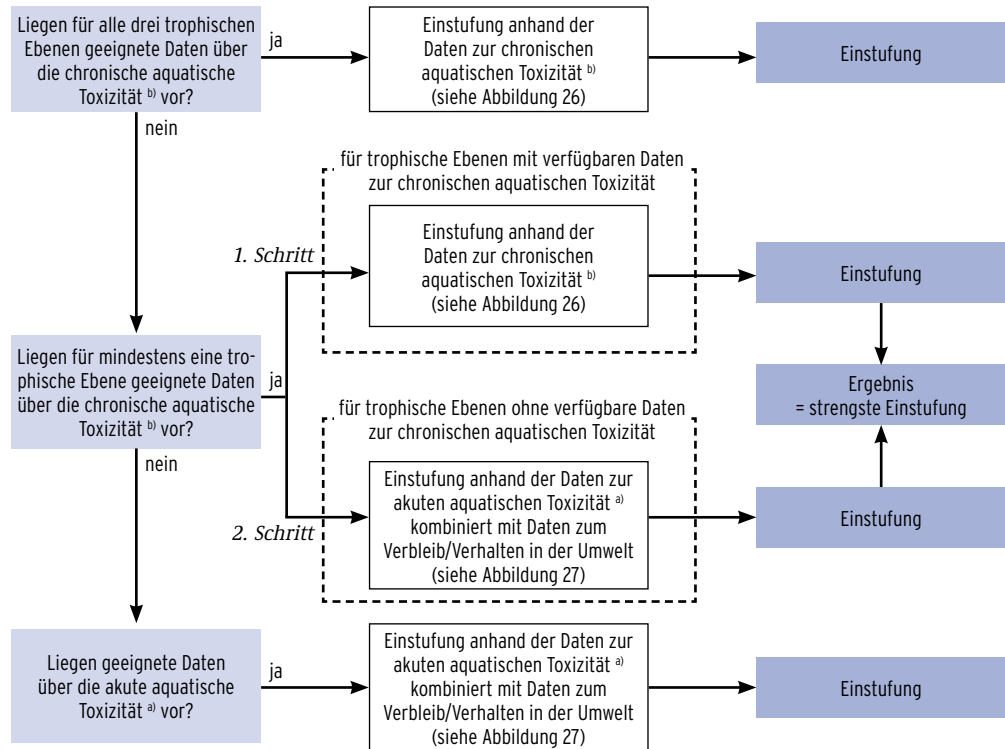 Liegen für alle drei trophischen
Ebenen geeignete Daten über
die chronische aquatische
Toxizität b) vor?
ja
Einstufung anhand der
Daten zur chronischen
aquatischen Toxizität b)
(siehe Abbildung 26)
Einstufung
nein
für trophische Ebenen mit verfügbaren Daten
zur chronischen aquatischen Toxizität
1. Schritt
Einstufung anhand der
Daten zur chronischen
aquatischen Toxizität b)
(siehe Abbildung 26)
Einstufung
Liegen für mindestens eine tro-
phische Ebene geeignete Daten
über die chronische aquatische
Toxizität b) vor?
ja
Ergebnis
= strengste Einstufung
für trophische Ebenen ohne verfügbare Daten
zur chronischen aquatischen Toxizität
nein
2. Schritt
Einstufung anhand der Daten zur
akuten aquatischen Toxizität a)
kombiniert mit Daten zum
Verbleib/Verhalten in der Umwelt
(siehe Abbildung 27)
Einstufung
Liegen geeignete Daten
über die akute aquatische
Toxizität a) vor?
ja
Einstufung anhand der Daten zur
akuten aquatischen Toxizität a)
kombiniert mit Daten zum
Verbleib/Verhalten in der Umwelt
(siehe Abbildung 27)
Einstufung